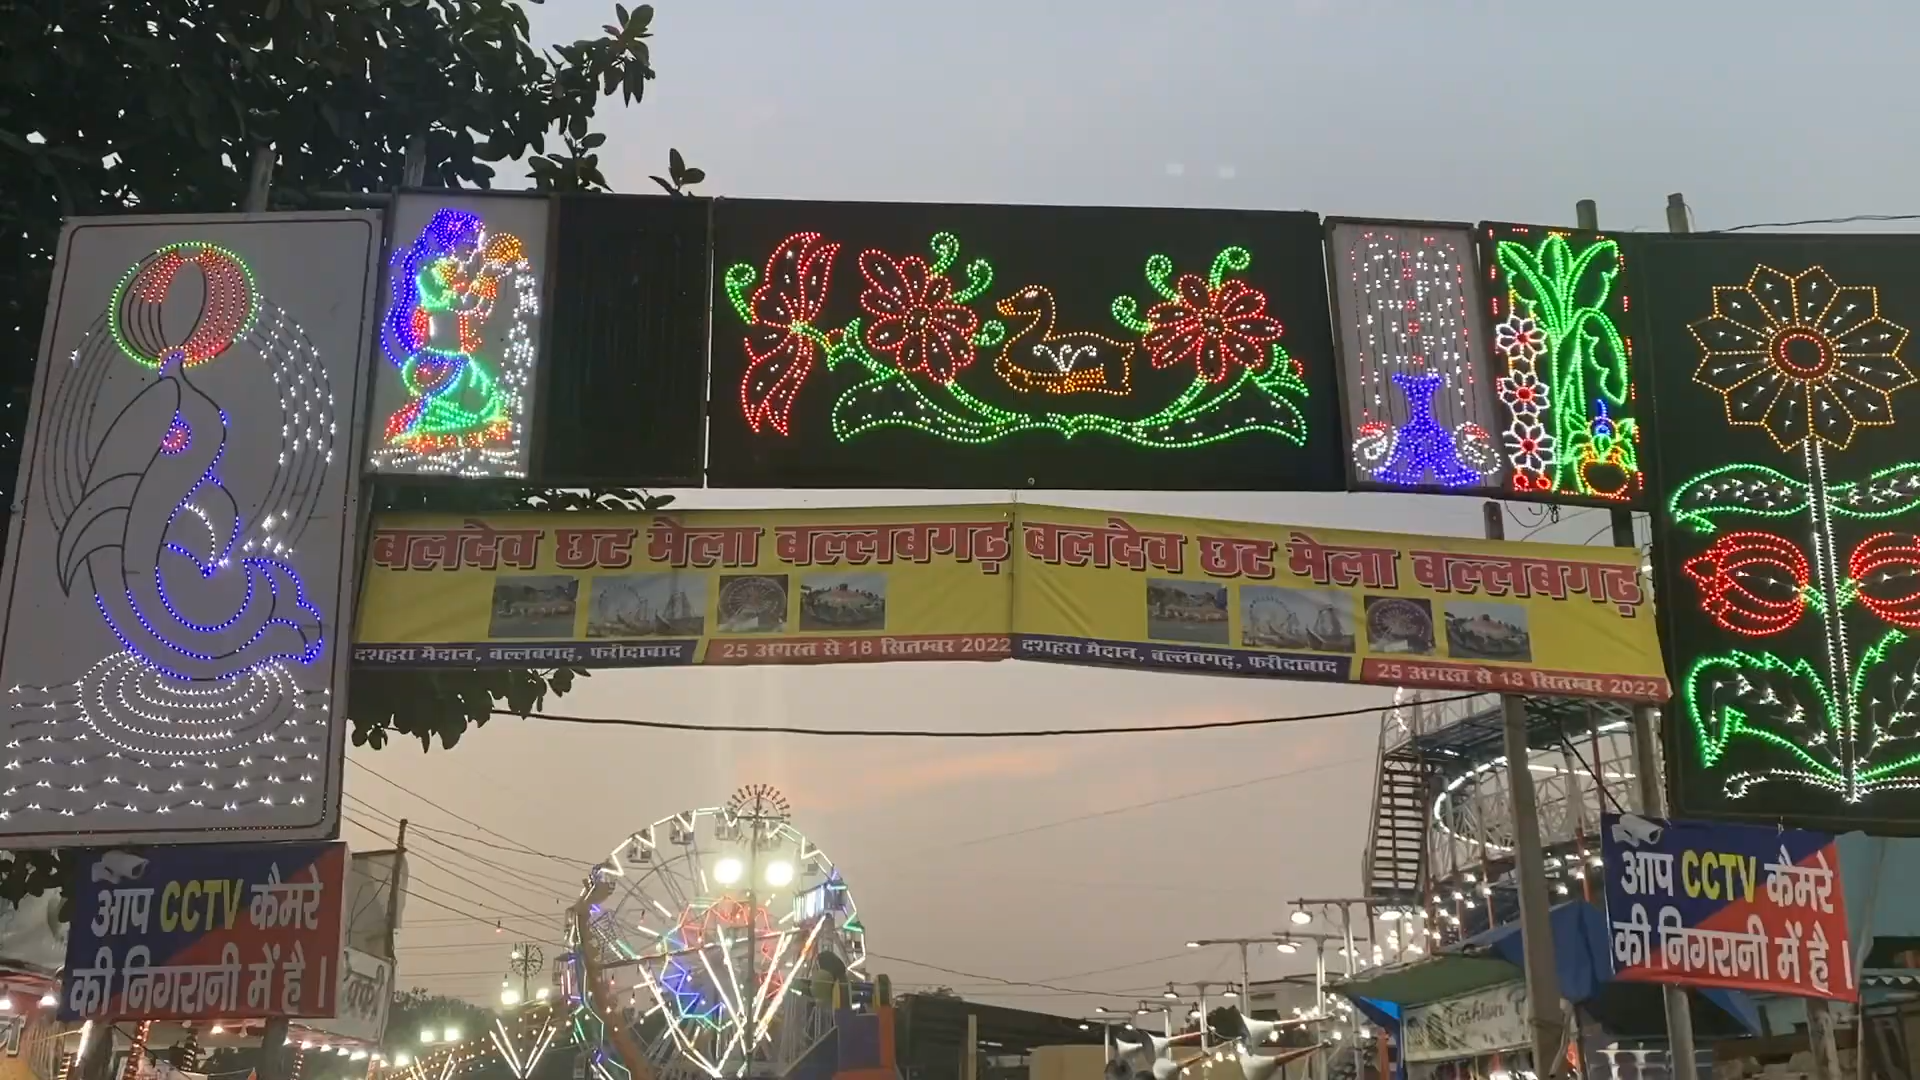 बलदेव छट मेला बल्लबगढ़
बलदेव छट मेला बल्लबगढ़
दशहरा मैदान, बल्लबगढ़, फरीदाबाद
25 अगस्त से 18 सितम्बर 2022
दशहरा मैदान, बल्लबगढ़, फरीदाबाद
25 अगस्त से 18 सितम्बर 2022
आप CCTV कैमरे
की निगरानी में है ।
आप CCTV कैमरे
की निगरानी में है ।
Fashion